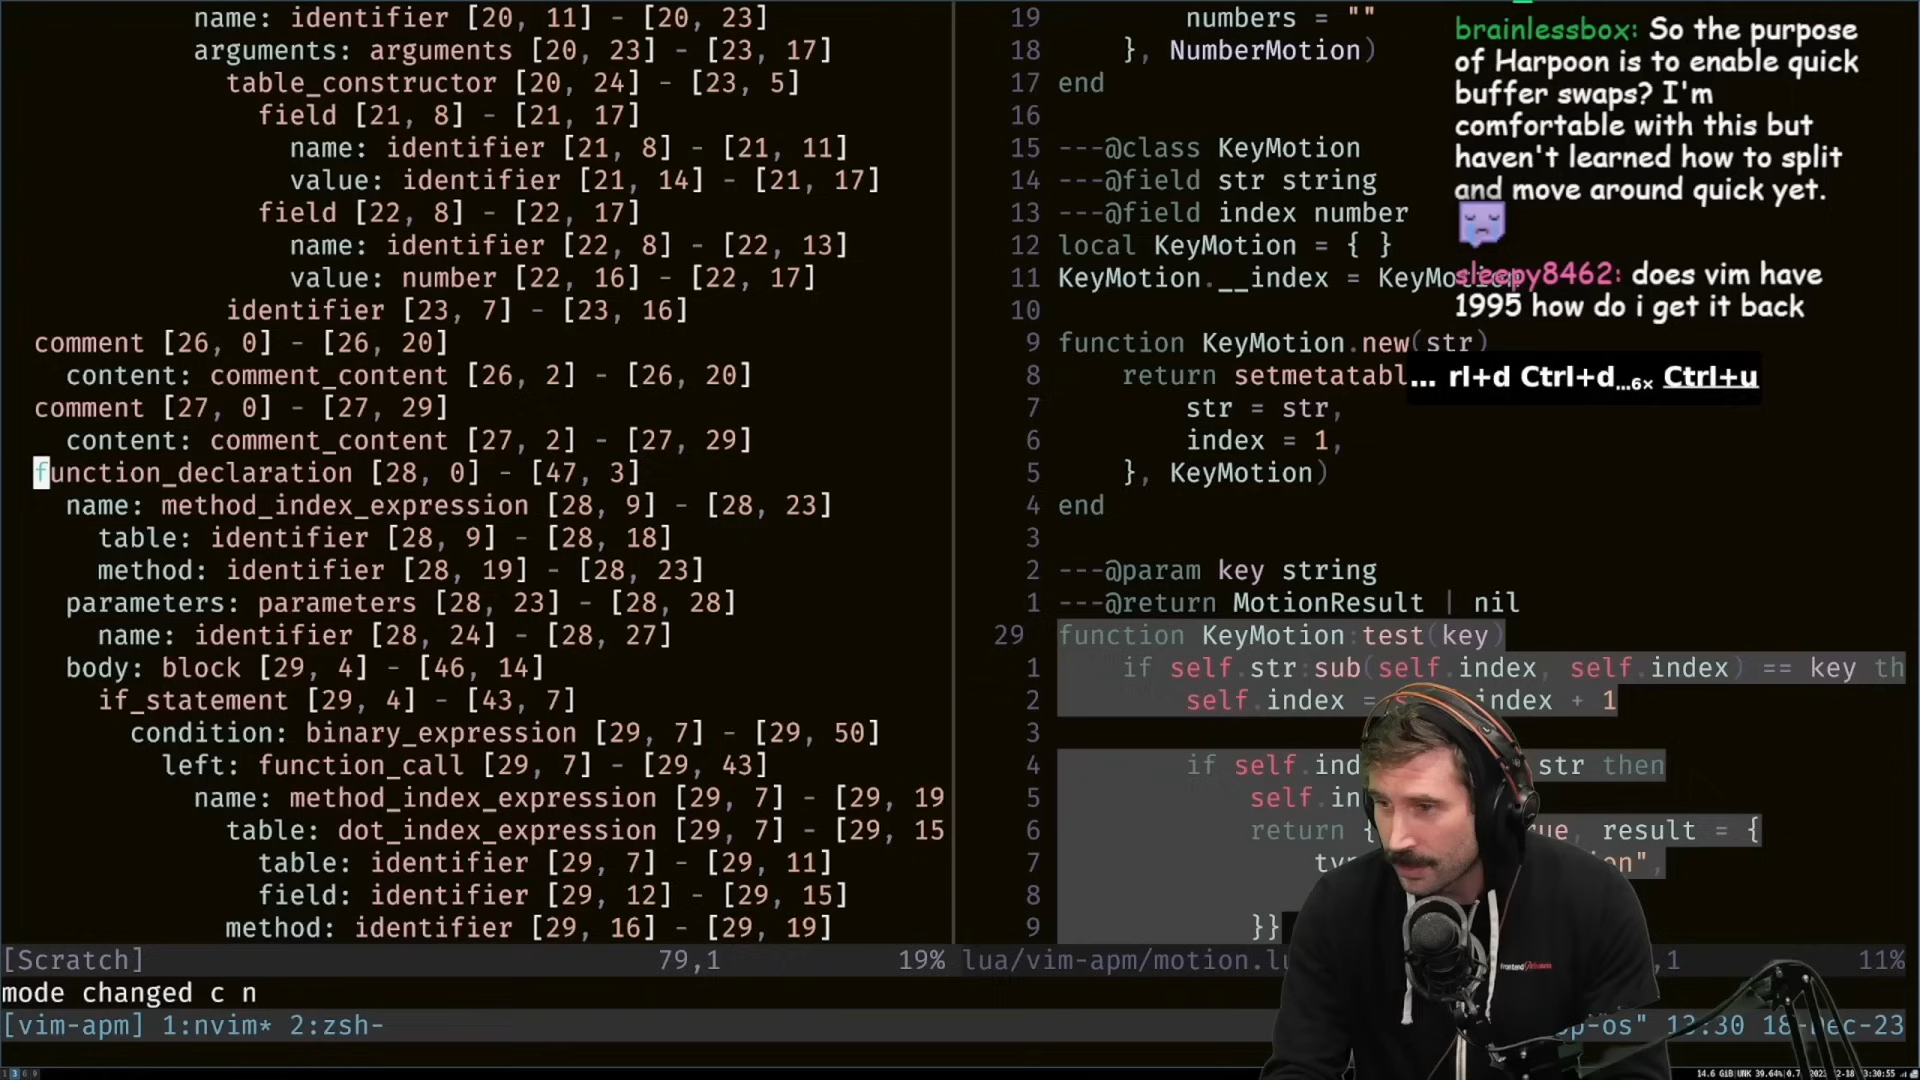 name: identifier [20, 11] - [20, 23]
arguments: arguments [20, 23] - [23, 17]
table_constructor [20, 24] - [23, 5]
field [21, 8] - [21, 17]
name: identifier [21, 8] - [21, 11]
value: identifier [21, 14] - [21, 17]
field [22, 8] - [22, 17]
name: identifier [22, 8] - [22, 13]
value: number [22, 16] - [22, 17]
identifier [23, 7] - [23, 16]
comment [26, 0] - [26, 20]
content: comment_content [26, 2] - [26, 20]
comment [27, 0] - [27, 29]
content: comment_content [27, 2] - [27, 29]
function_declaration [28, 0] - [47, 3]
name: method_index_expression [28, 9] - [28, 23]
table: identifier [28, 9] - [28, 18]
method: identifier [28, 19] - [28, 23]
parameters: parameters [28, 23] - [28, 28]
name: identifier [28, 24] - [28, 27]
body: block [29, 4] - [46, 14]
if_statement [29, 4] - [43, 7]
condition: binary_expression [29, 7] - [29, 50]
left: function_call [29, 7] - [29, 43]
name: method_index_expression [29, 7] - [29, 19
table: dot_index_expression [29, 7] - [29, 15
table: identifier [29, 7] - [29, 11]
field: identifier [29, 12] - [29, 15]
method: identifier [29, 16] - [29, 19]
[Scratch] 79,1 19%
19 numbers = ""
18 }, NumberMotion)
17 end
16
15 ---@class KeyMotion
14 ---@field str string
13 ---@field index number
12 local KeyMotion = { }
11 KeyMotion.__index = KeyMotion
10
9 function KeyMotion.new(str)
8 return setmetatabl
7 str = str,
6 index = 1,
5 }, KeyMotion)
4 end
3
2 ---@param key string
1 ---@return MotionResult | nil
29 function KeyMotion:test(key)
1 if self.str:sub(self.index, self.index) == key th
2 self.index = index + 1
3
4 if self.ind str then
5 self.in
6 return { ue, result = {
7 ty on",
8
9 }}
lua/vim-apm/motion.lu ,1 11%
brainlessbox: So the purpose
of Harpoon is to enable quick
buffer swaps? I'm
comfortable with this but
haven't learned how to split
and move around quick yet.
sleepy8462: does vim have
1995 how do i get it back
... rl+d Ctrl+d...6× Ctrl+u
mode changed c n
[vim-apm] 1:nvim* 2:zsh- op-os" 13:30 18-Dec-23